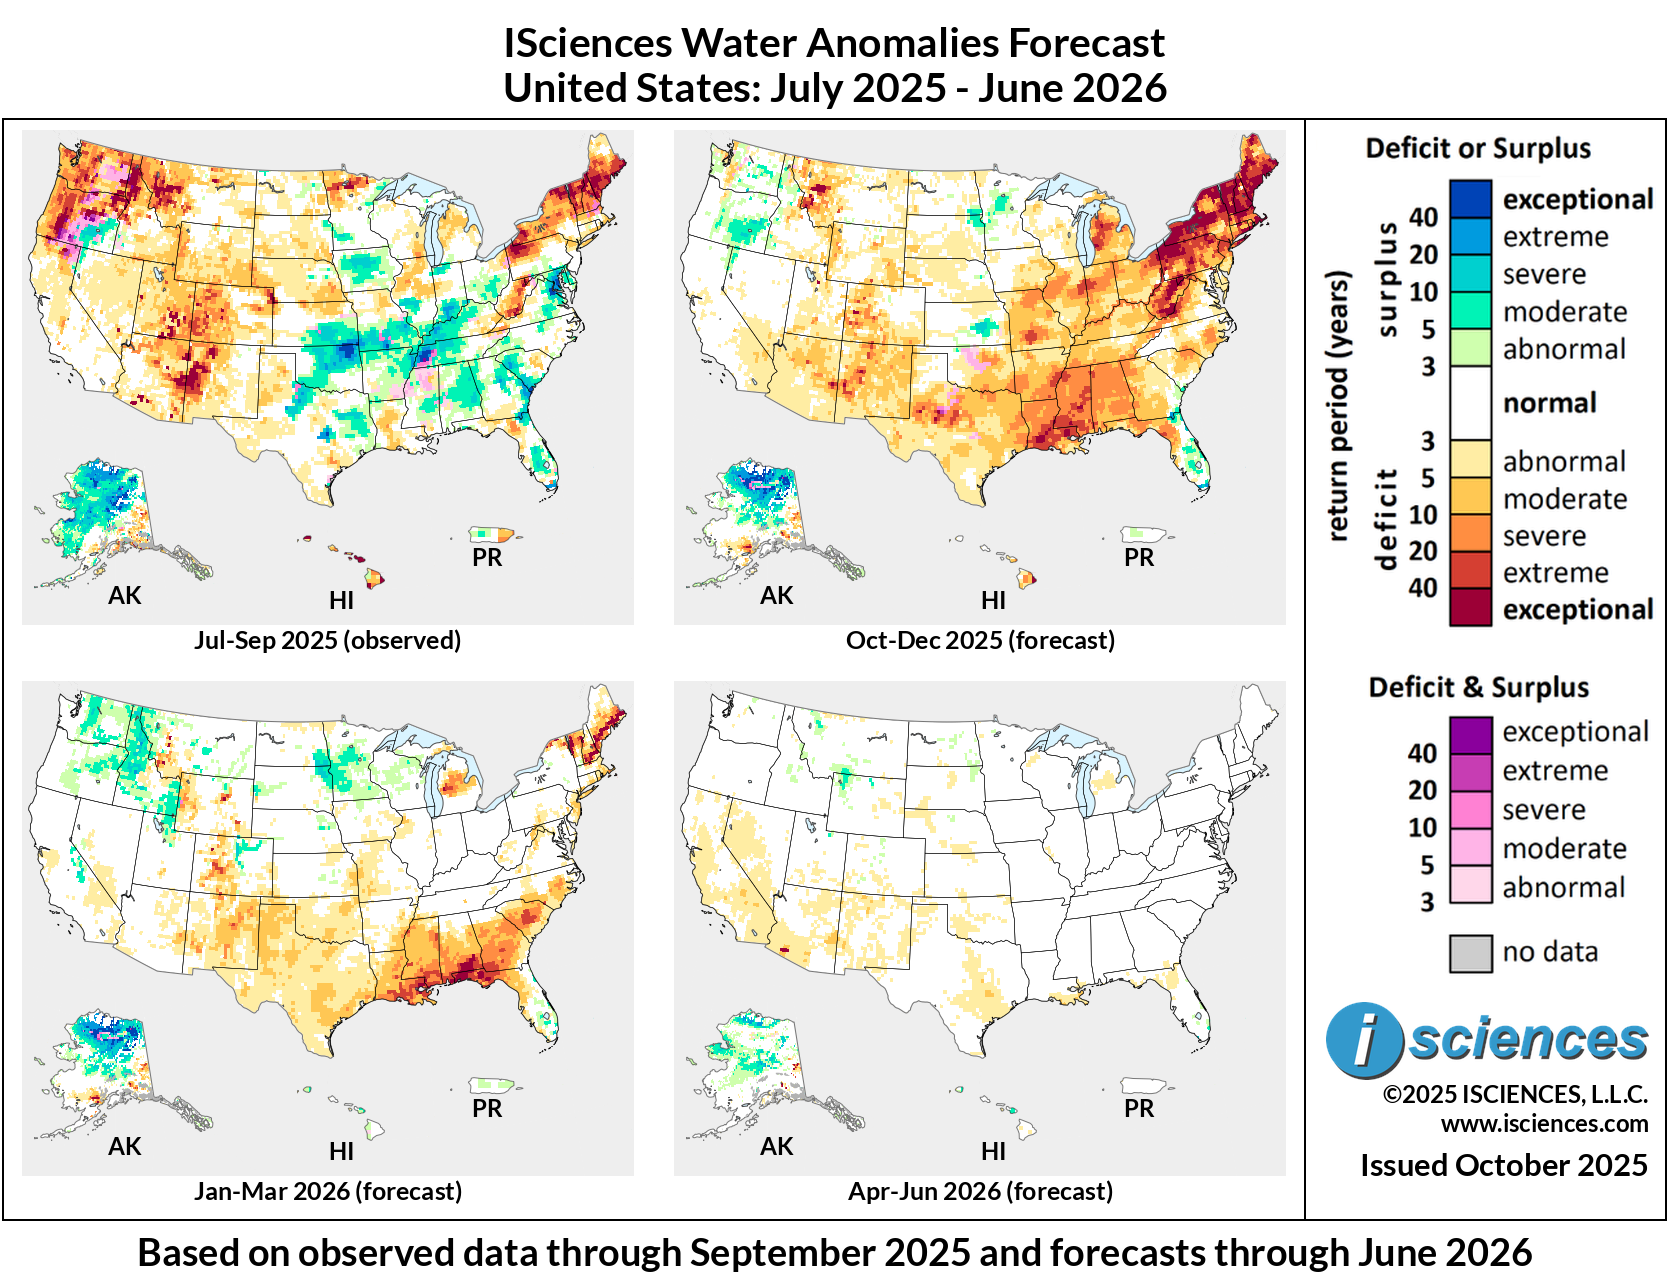 ISciences Water Anomalies Forecast
United States: July 2025 - June 2026
AK
HI
PR
Jul-Sep 2025 (observed)
AK
HI
PR
Oct-Dec 2025 (forecast)
AK
HI
PR
Jan-Mar 2026 (forecast)
AK
HI
PR
Apr-Jun 2026 (forecast)
Deficit or Surplus
return period (years)
surplus
deficit
exceptional
40
extreme
20
severe
10
moderate
5
abnormal
3
normal
3
abnormal
5
moderate
10
severe
20
extreme
40
exceptional
Deficit & Surplus
exceptional
40
extreme
20
severe
10
moderate
5
abnormal
3
no data
i sciences
©2025 ISCIENCES, L.L.C.
www.isciences.com
Issued October 2025
Based on observed data through September 2025 and forecasts through June 2026